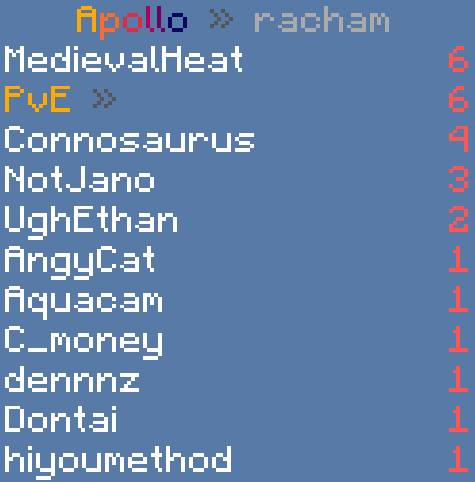 Apollo » racham
MedievalHeat 6
PvE » 6
Connosaurus 4
NotJano 3
UghEthan 2
AngyCat 1
Aquacam 1
C_money 1
dennnz 1
Dontai 1
hiyoumethod 1